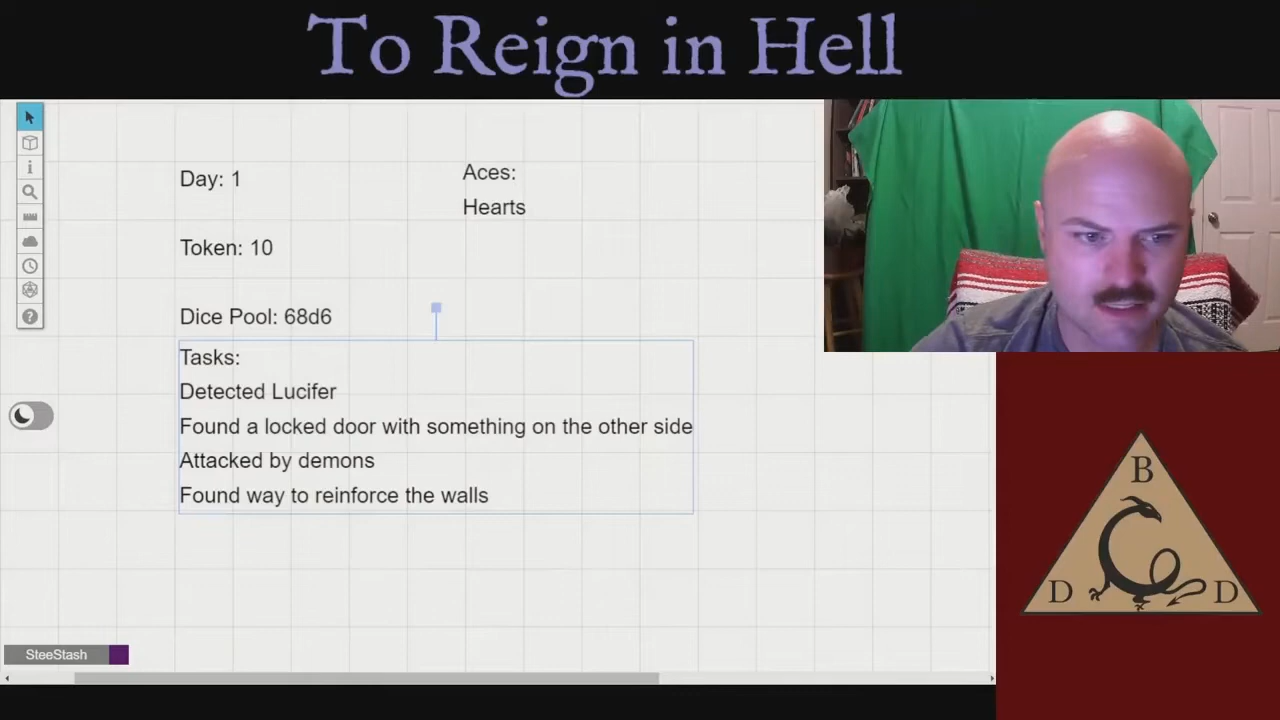 To Reign in Hell
Day: 1
Aces:
Hearts
Token: 10
Dice Pool: 68d6
Tasks:
Detected Lucifer
Found a locked door with something on the other side
Attacked by demons
Found way to reinforce the walls
B
D D
SteeStash